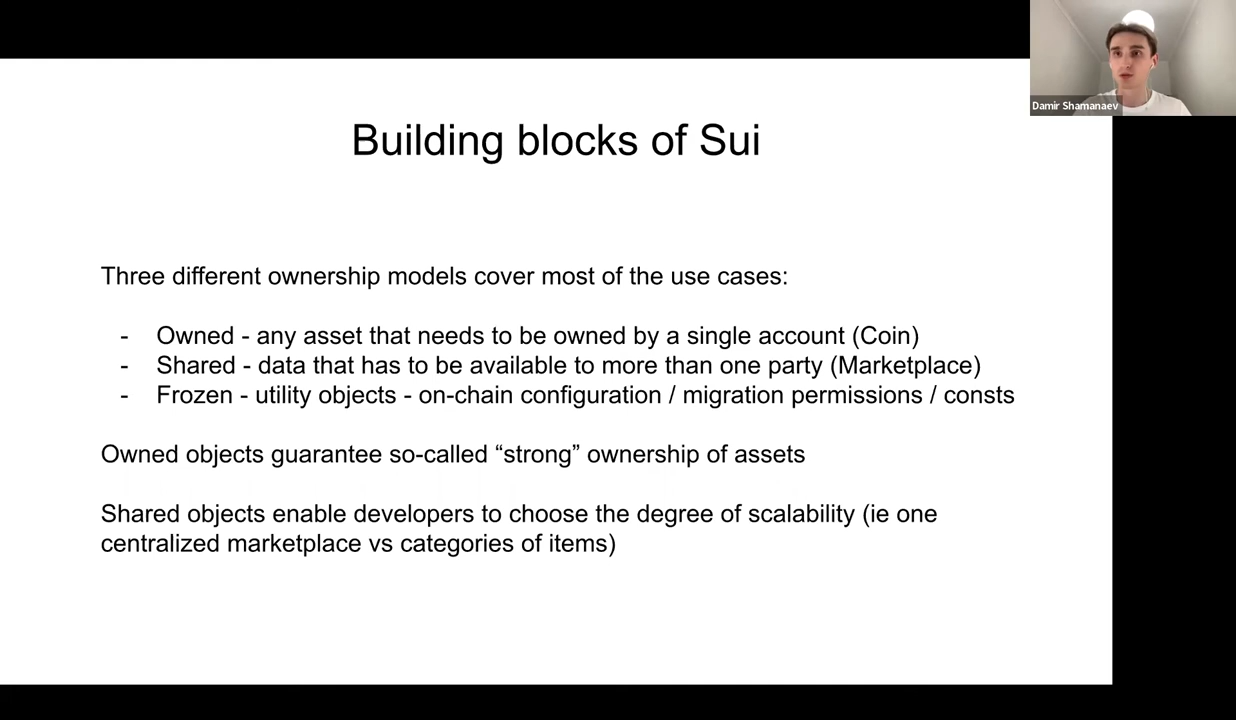 Building blocks of Sui
Damir Shamanaev
Three different ownership models cover most of the use cases:
- Owned - any asset that needs to be owned by a single account (Coin)
- Shared - data that has to be available to more than one party (Marketplace)
- Frozen - utility objects - on-chain configuration / migration permissions / consts
Owned objects guarantee so-called “strong” ownership of assets
Shared objects enable developers to choose the degree of scalability (ie one
centralized marketplace vs categories of items)